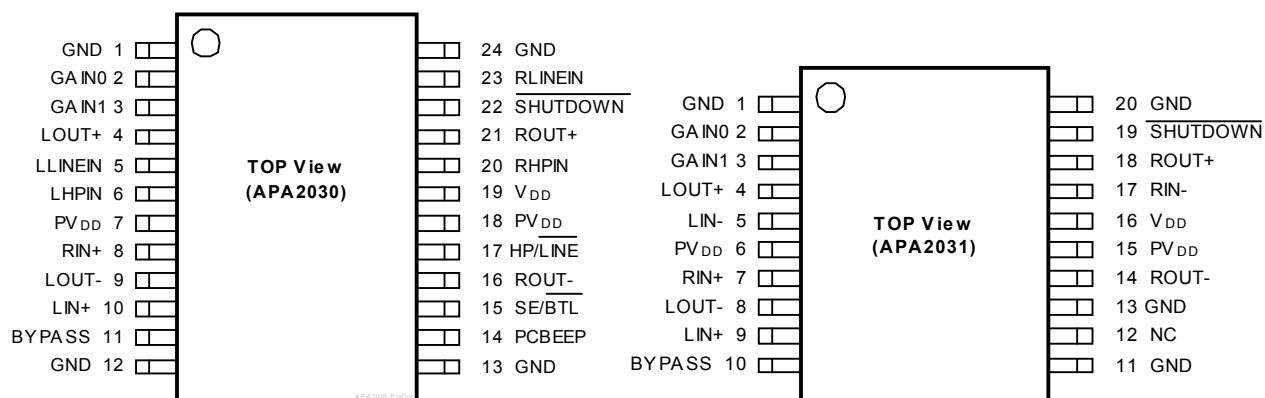 GND 1
GAIN0 2
GAIN1 3
LOUT+ 4
LLINEIN 5
LHPIN 6
PVDD 7
RIN+ 8
LOUT- 9
LIN+ 10
BYPASS 11
GND 12
TOP View
(APA2030)
24 GND
23 RLINEIN
22 SHUTDOWN
21 ROUT+
20 RHPIN
19 VDD
18 PVDD
17 HP/LINE
16 ROUT-
15 SE/BTL
14 PCBEEP
13 GND
GND 1
GAIN0 2
GAIN1 3
LOUT+ 4
LIN- 5
PVDD 6
RIN+ 7
LOUT- 8
LIN+ 9
BYPASS 10
TOP View
(APA2031)
20 GND
19 SHUTDOWN
18 ROUT+
17 RIN-
16 VDD
15 PVDD
14 ROUT-
13 GND
12 NC
11 GND